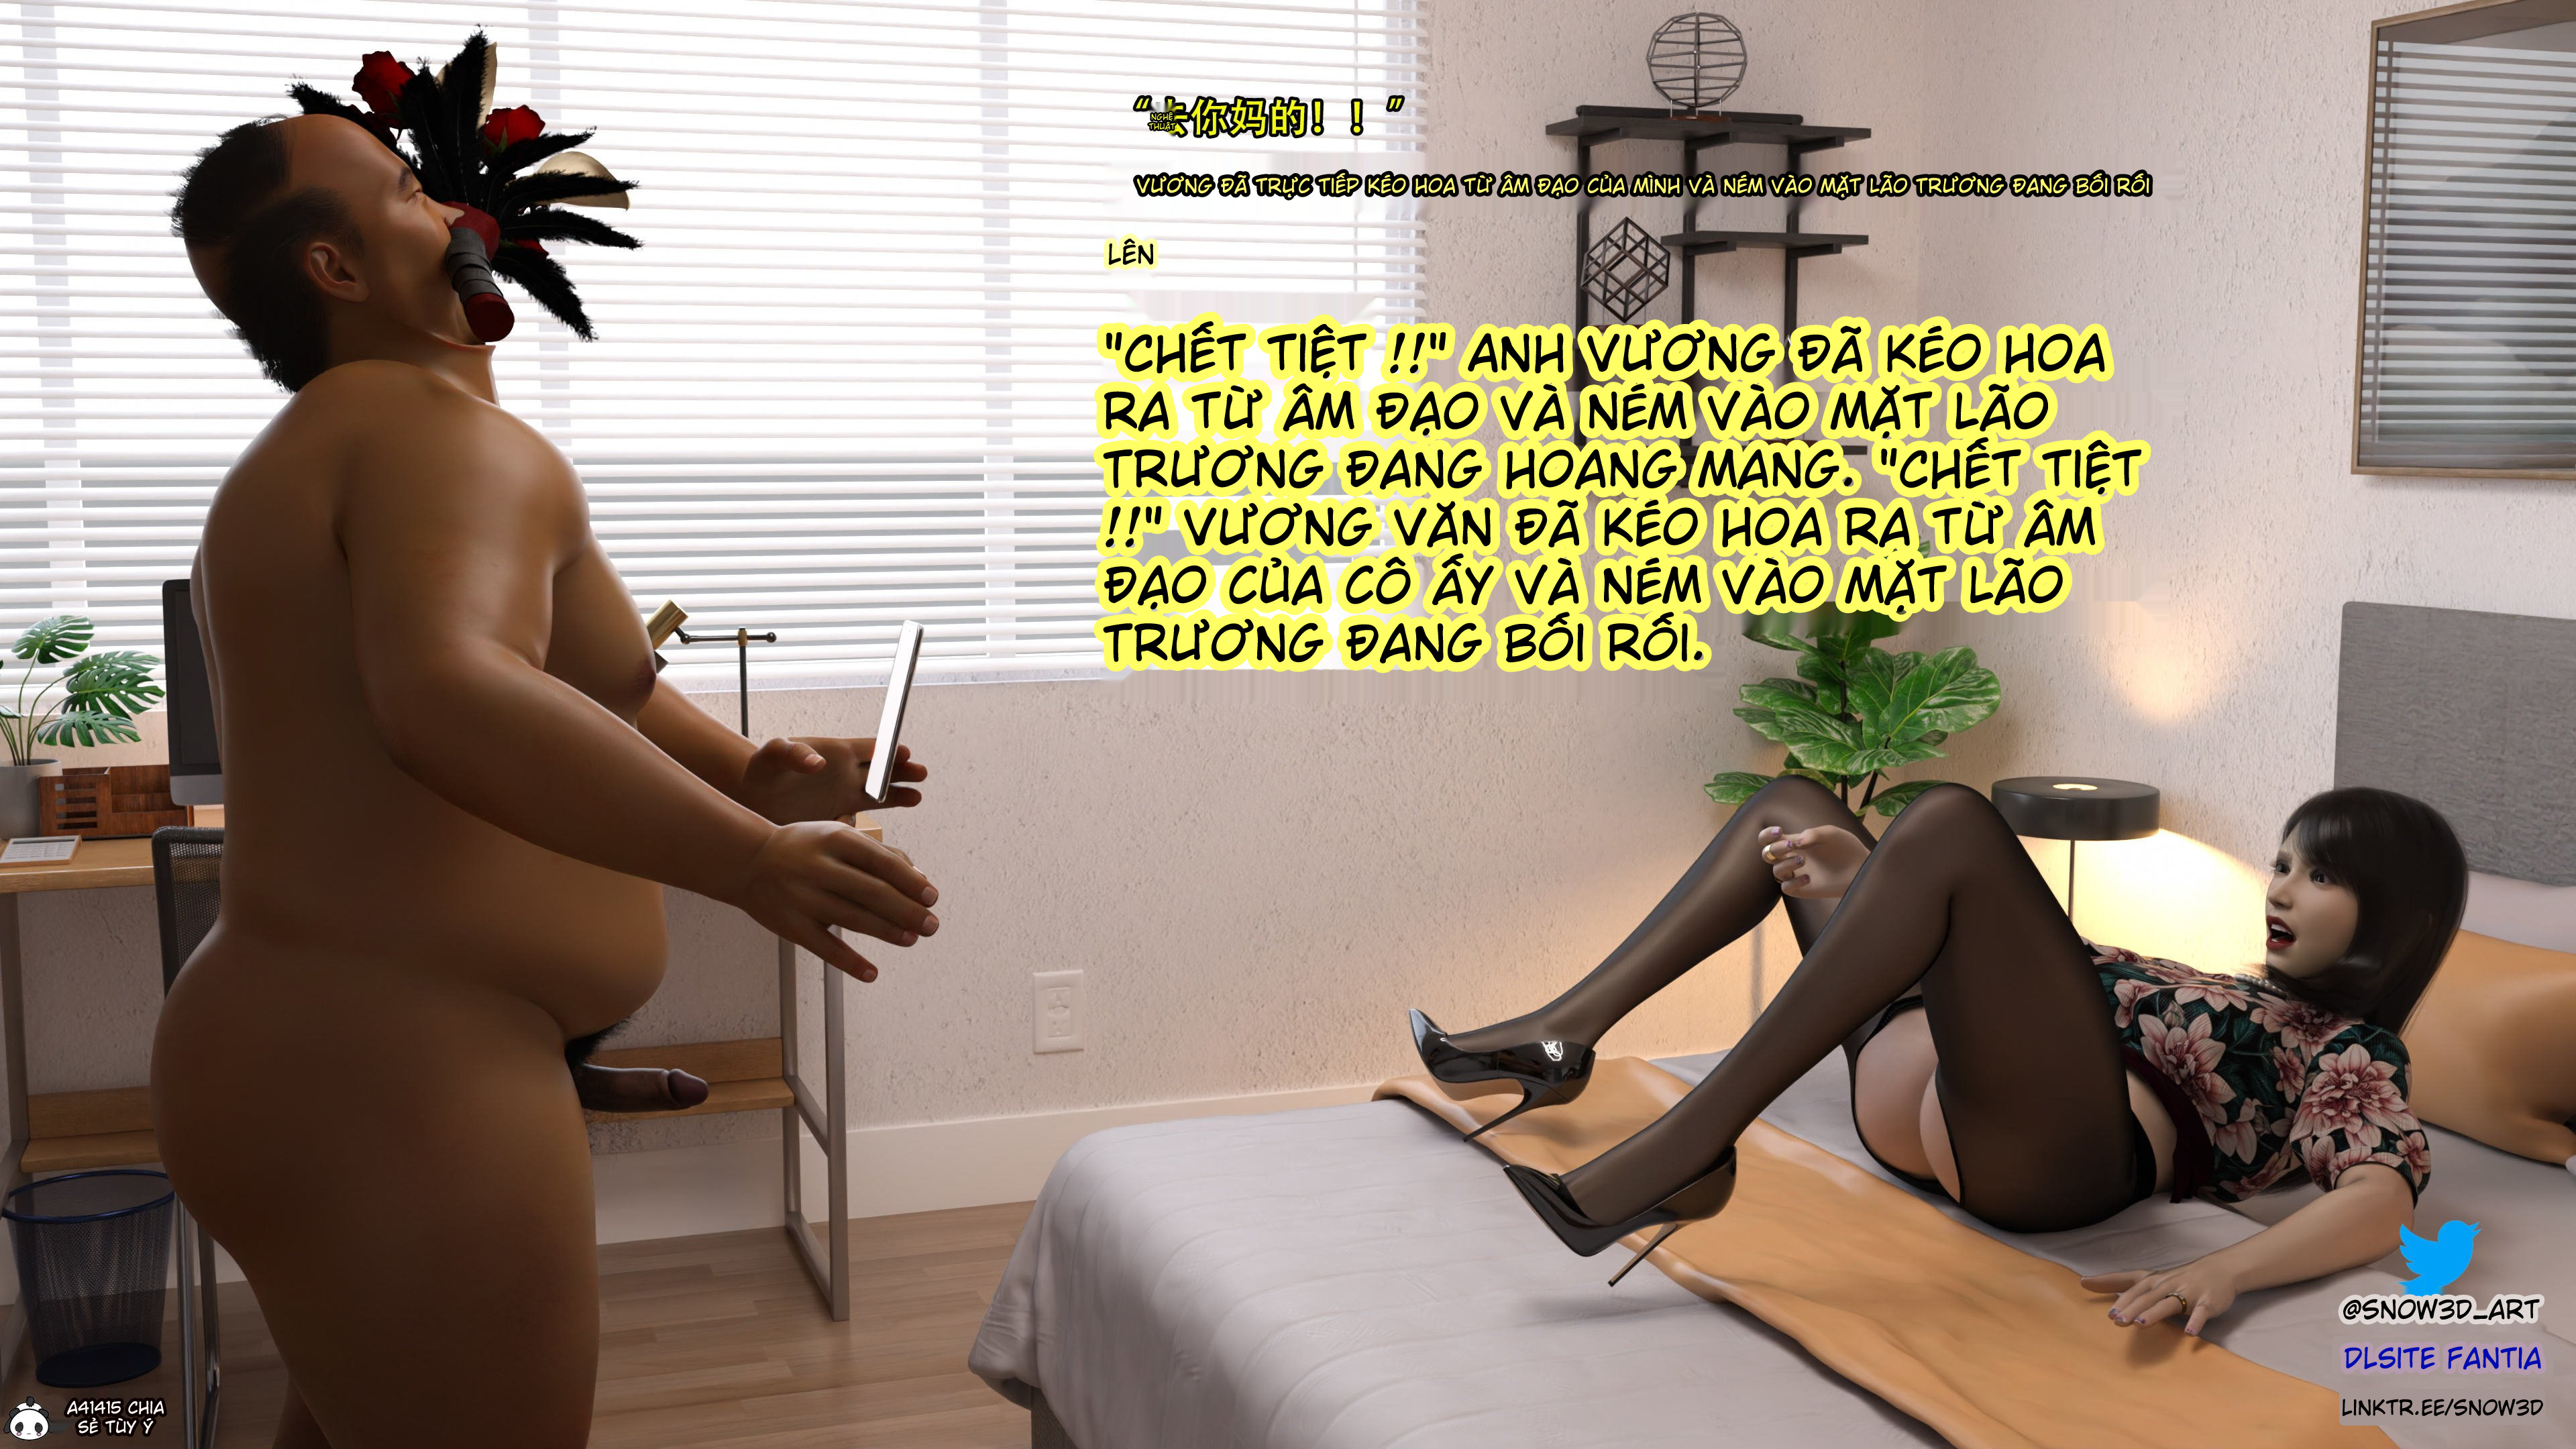 “去你妈的！！”
NGHỆ
THUẬT
VƯƠNG ĐÃ TRỰC TIẾP KÉO HOA TỪ ÂM ĐẠO CỦA MÌNH VÀ NÉM VÀO MẶT LÃO TRƯƠNG ĐANG BỐI RỐI
LÊN
"CHẾT TIỆT !!" ANH VƯƠNG ĐÃ KÉO HOA
RA TỪ ÂM ĐẠO VÀ NÉM VÀO MẶT LÃO
TRƯƠNG ĐANG HOANG MANG. "CHẾT TIỆT
!!" VƯƠNG VĂN ĐÃ KÉO HOA RA TỪ ÂM
ĐẠO CỦA CÔ ẤY VÀ NÉM VÀO MẶT LÃO
TRƯƠNG ĐANG BỐI RỐI.
@SNOW3D_ART
DLSITE FANTIA
LINKTR.EE/SNOW3D
A41415 CHIA
SẺ TÙY Ý